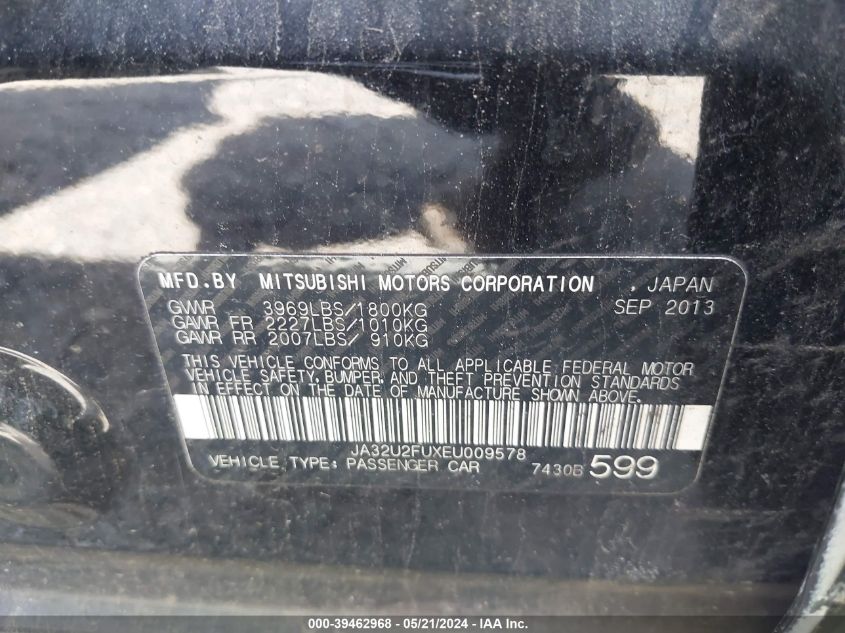 MFD.BY MITSUBISHI MOTORS CORPORATION , JAPAN
GVWR 3969LBS/1800KG SEP 2013
GAWR FR 2227LBS/1010KG
GAWR RR 2007LBS/ 910KG
THIS VEHICLE CONFORMS TO ALL APPLICABLE FEDERAL MOTOR
VEHICLE SAFETY, BUMPER, AND THEFT PREVENTION STANDARDS
IN EFFECT ON THE DATE OF MANUFACTURE SHOWN ABOVE.
JA32U2FUXEU009578
VEHICLE TYPE: PASSENGER CAR 7430B 599
000-39462968 - 05/21/2024 - IAA Inc.